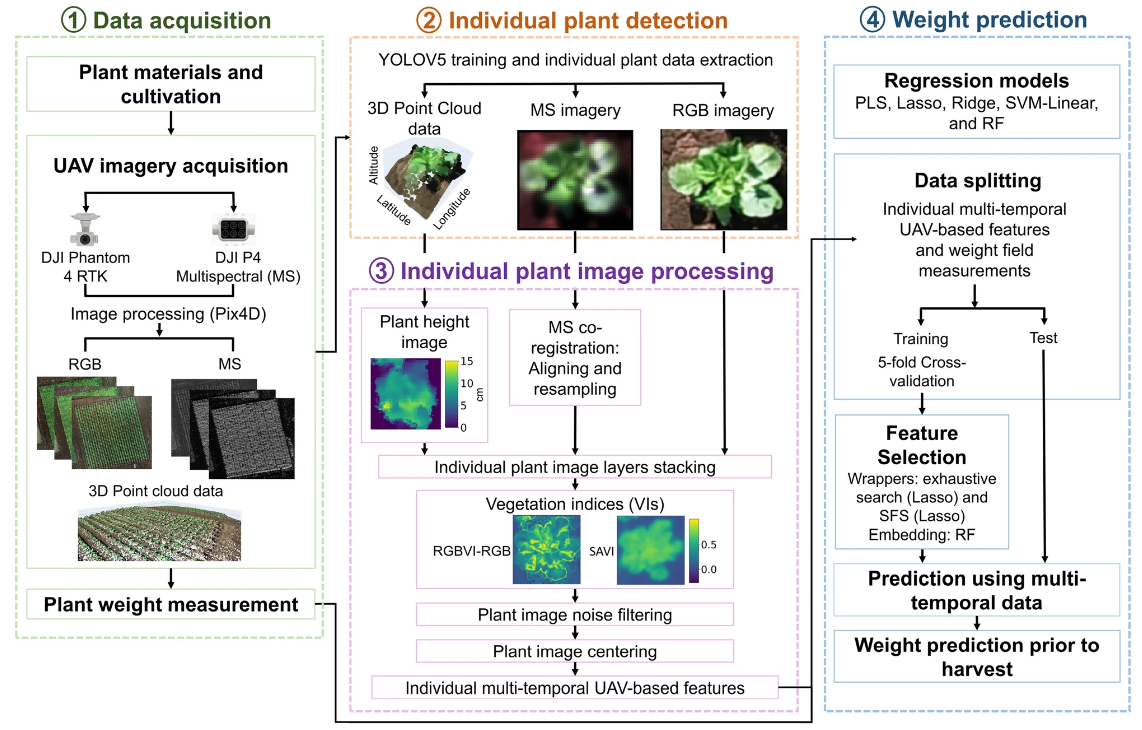 ① Data acquisition
Plant materials and
cultivation
UAV imagery acquisition
DJI Phantom
4 RTK
DJI P4
Multispectral (MS)
Image processing (Pix4D)
RGB
MS
3D Point cloud data
Plant weight measurement
② Individual plant detection
YOLOV5 training and individual plant data extraction
3D Point Cloud
data
MS imagery
RGB imagery
Altitude
Latitude
Longitude
③ Individual plant image processing
Plant height
image
15
10
5
0
cm
MS co-
registration:
Aligning and
resampling
Individual plant image layers stacking
Vegetation indices (VIs)
RGBVI-RGB
SAVI
0.5
0.0
Plant image noise filtering
Plant image centering
Individual multi-temporal UAV-based features
④ Weight prediction
Regression models
PLS, Lasso, Ridge, SVM-Linear,
and RF
Data splitting
Individual multi-temporal
UAV-based features
and weight field
measurements
Training
Test
5-fold Cross-
validation
Feature
Selection
Wrappers: exhaustive
search (Lasso) and
SFS (Lasso)
Embedding: RF
Prediction using multi-
temporal data
Weight prediction prior to
harvest